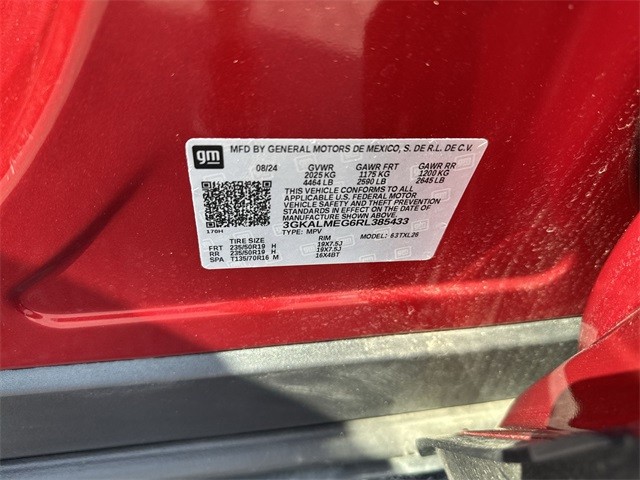 gm MFD BY GENERAL MOTORS DE MEXICO, S. DE R.L. DE C.V.
08/24 GVWR GAWR FRT GAWR RR
2025 KG 1175 KG 1200 KG
4464 LB 2590 LB 2645 LB
THIS VEHICLE CONFORMS TO ALL
APPLICABLE U.S. FEDERAL MOTOR
VEHICLE SAFETY AND THEFT PREVENTION
STANDARDS IN EFFECT ON THE DATE OF
MANUFACTURE SHOWN ABOVE.
3GKALMEG6RL385433
170H
TYPE: MPV MODEL: 63TXL26
TIRE SIZE RIM
FRT 235/50R19 H 19X7.5J
RR 235/50R19 H 19X7.5J
SPA T135/70R16 M 16X4BT